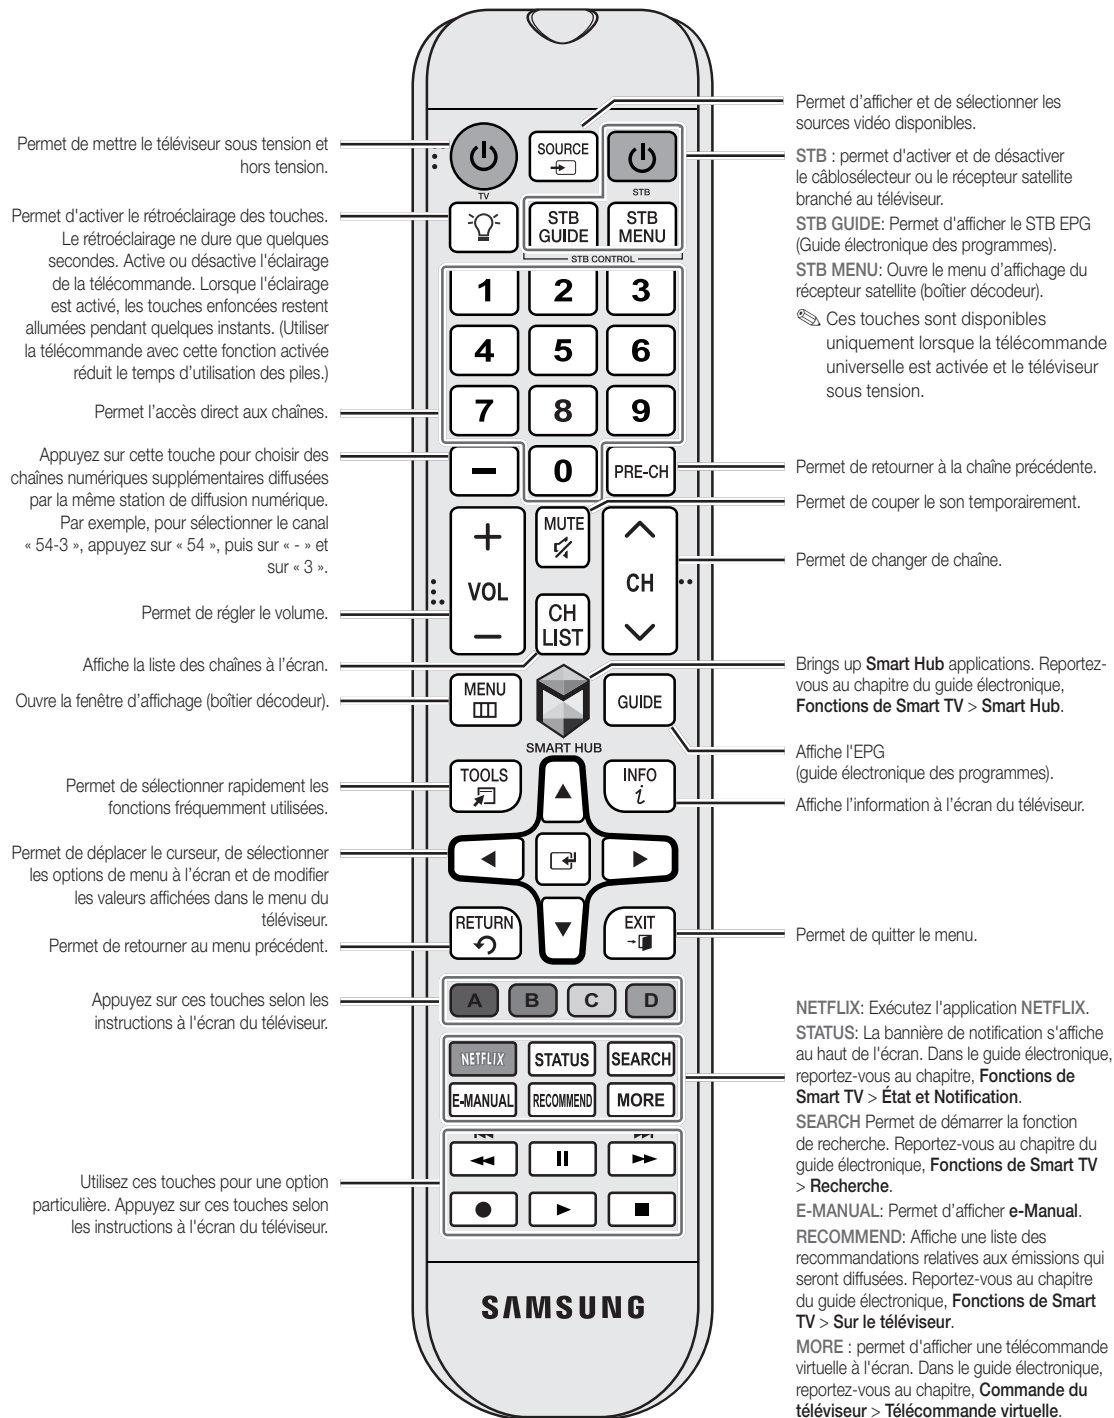 Permet de mettre le téléviseur sous tension et
hors tension.
Permet d'activer le rétroéclairage des touches.
Le rétroéclairage ne dure que quelques
secondes. Active ou désactive l'éclairage
de la télécommande. Lorsque l'éclairage
est activé, les touches enfoncées restent
allumées pendant quelques instants. (Utiliser
la télécommande avec cette fonction activée
réduit le temps d'utilisation des piles.)
Permet l'accès direct aux chaînes.
Appuyez sur cette touche pour choisir des
chaînes numériques supplémentaires diffusées
par la même station de diffusion numérique.
Par exemple, pour sélectionner le canal
« 54-3 », appuyez sur « 54 », puis sur « - » et
sur « 3 ».
Permet de régler le volume.
Affiche la liste des chaînes à l'écran.
Ouvre la fenêtre d'affichage (boîtier décodeur).
Permet de sélectionner rapidement les
fonctions fréquemment utilisées.
Permet de déplacer le curseur, de sélectionner
les options de menu à l'écran et de modifier
les valeurs affichées dans le menu du
téléviseur.
Permet de retourner au menu précédent.
Appuyez sur ces touches selon les
instructions à l'écran du téléviseur.
Utilisez ces touches pour une option
particulière. Appuyez sur ces touches selon
les instructions à l'écran du téléviseur.
SOURCE
TV
STB
STB
GUIDE
STB
MENU
STB CONTROL
1 2 3
4 5 6
7 8 9
– 0 PRE-CH
+
VOL
–
MUTE
CH
CH
LIST
MENU
GUIDE
SMART HUB
TOOLS
INFO
i
RETURN
EXIT
A B C D
NETFLIX STATUS SEARCH
E-MANUAL RECOMMEND MORE
SAMSUNG
Permet d'afficher et de sélectionner les
sources vidéo disponibles.
STB : permet d'activer et de désactiver
le câblosélecteur ou le récepteur satellite
branché au téléviseur.
STB GUIDE: Permet d'afficher le STB EPG
(Guide électronique des programmes).
STB MENU: Ouvre le menu d'affichage du
récepteur satellite (boîtier décodeur).
Ces touches sont disponibles
uniquement lorsque la télécommande
universelle est activée et le téléviseur
sous tension.
Permet de retourner à la chaîne précédente.
Permet de couper le son temporairement.
Permet de changer de chaîne.
Brings up Smart Hub applications. Reportez-
vous au chapitre du guide électronique,
Fonctions de Smart TV > Smart Hub.
Affiche l'EPG
(guide électronique des programmes).
Affiche l'information à l'écran du téléviseur.
Permet de quitter le menu.
NETFLIX: Exécutez l'application NETFLIX.
STATUS: La bannière de notification s'affiche
au haut de l'écran. Dans le guide électronique,
reportez-vous au chapitre, Fonctions de
Smart TV > État et Notification.
SEARCH Permet de démarrer la fonction
de recherche. Reportez-vous au chapitre du
guide électronique, Fonctions de Smart TV
> Recherche.
E-MANUAL: Permet d'afficher e-Manual.
RECOMMEND: Affiche une liste des
recommandations relatives aux émissions qui
seront diffusées. Reportez-vous au chapitre
du guide électronique, Fonctions de Smart
TV > Sur le téléviseur.
MORE : permet d'afficher une télécommande
virtuelle à l'écran. Dans le guide électronique,
reportez-vous au chapitre, Commande du
téléviseur > Télécommande virtuelle.